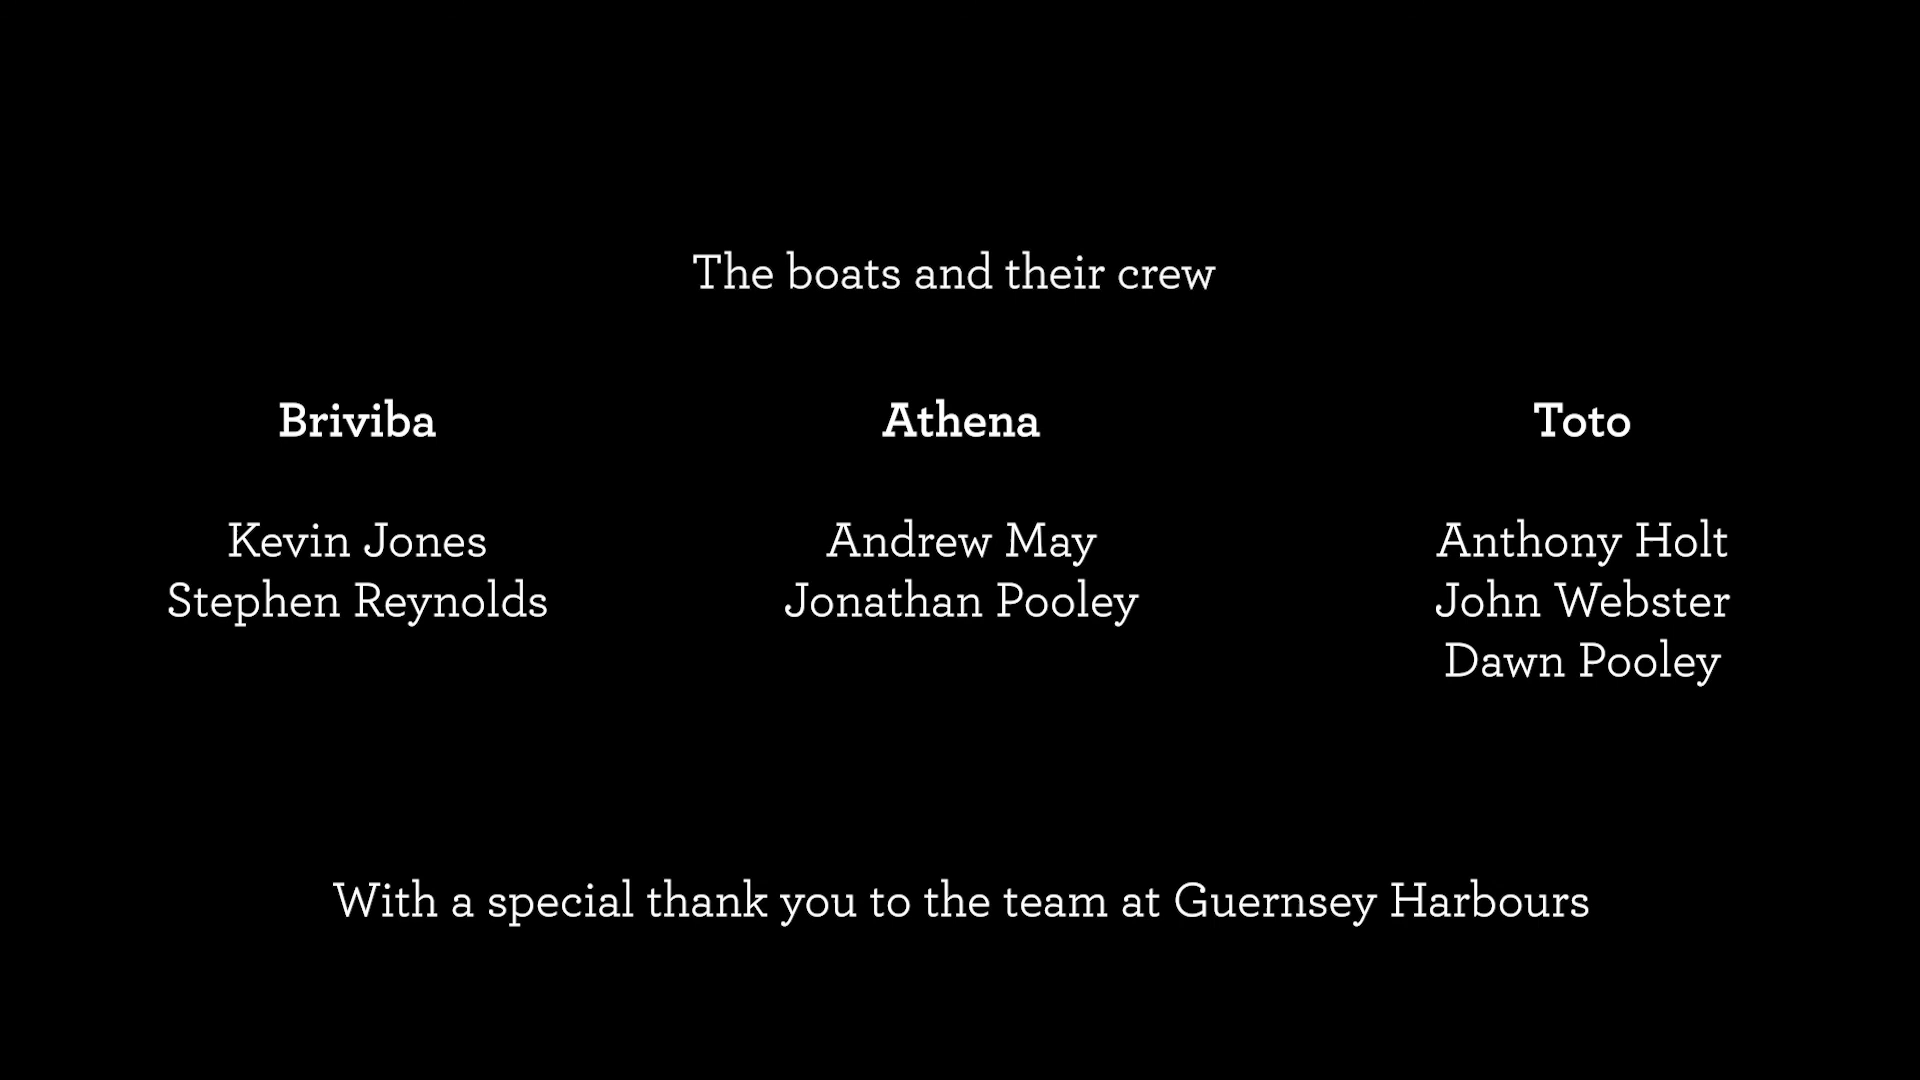 The boats and their crew
Briviba
Athena
Toto
Kevin Jones
Stephen Reynolds
Andrew May
Jonathan Pooley
Anthony Holt
John Webster
Dawn Pooley
With a special thank you to the team at Guernsey Harbours